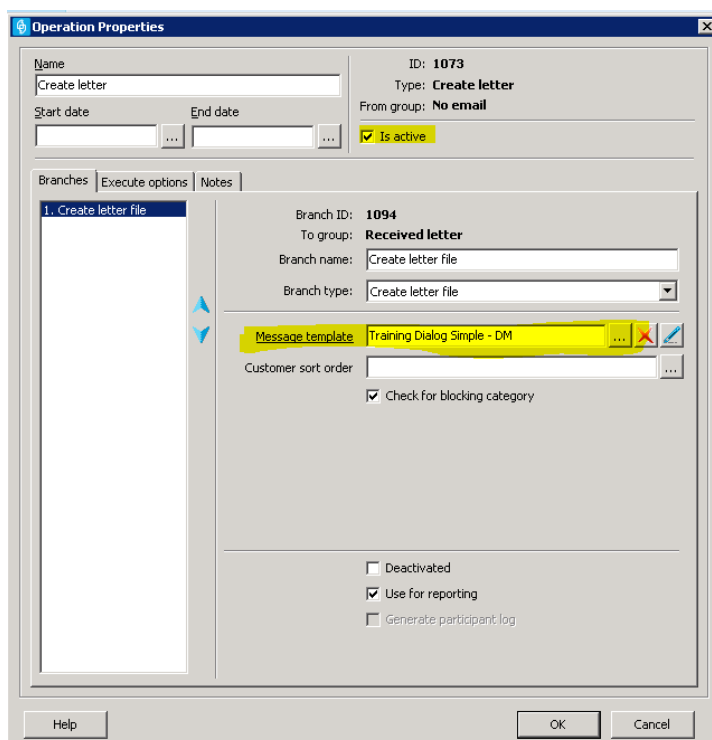 Operation Properties
Name
ID: 1073
Create letter
Type: Create letter
Start date
End date
From group: No email
...
...
Is active
Branches
Execute options
Notes
1. Create letter file
Branch ID: 1094
To group: Received letter
Branch name: Create letter file
Branch type: Create letter file
Message template Training Dialog Simple - DM ...
Customer sort order ...
Check for blocking category
Deactivated
Use for reporting
Generate participant log
Help
OK
Cancel